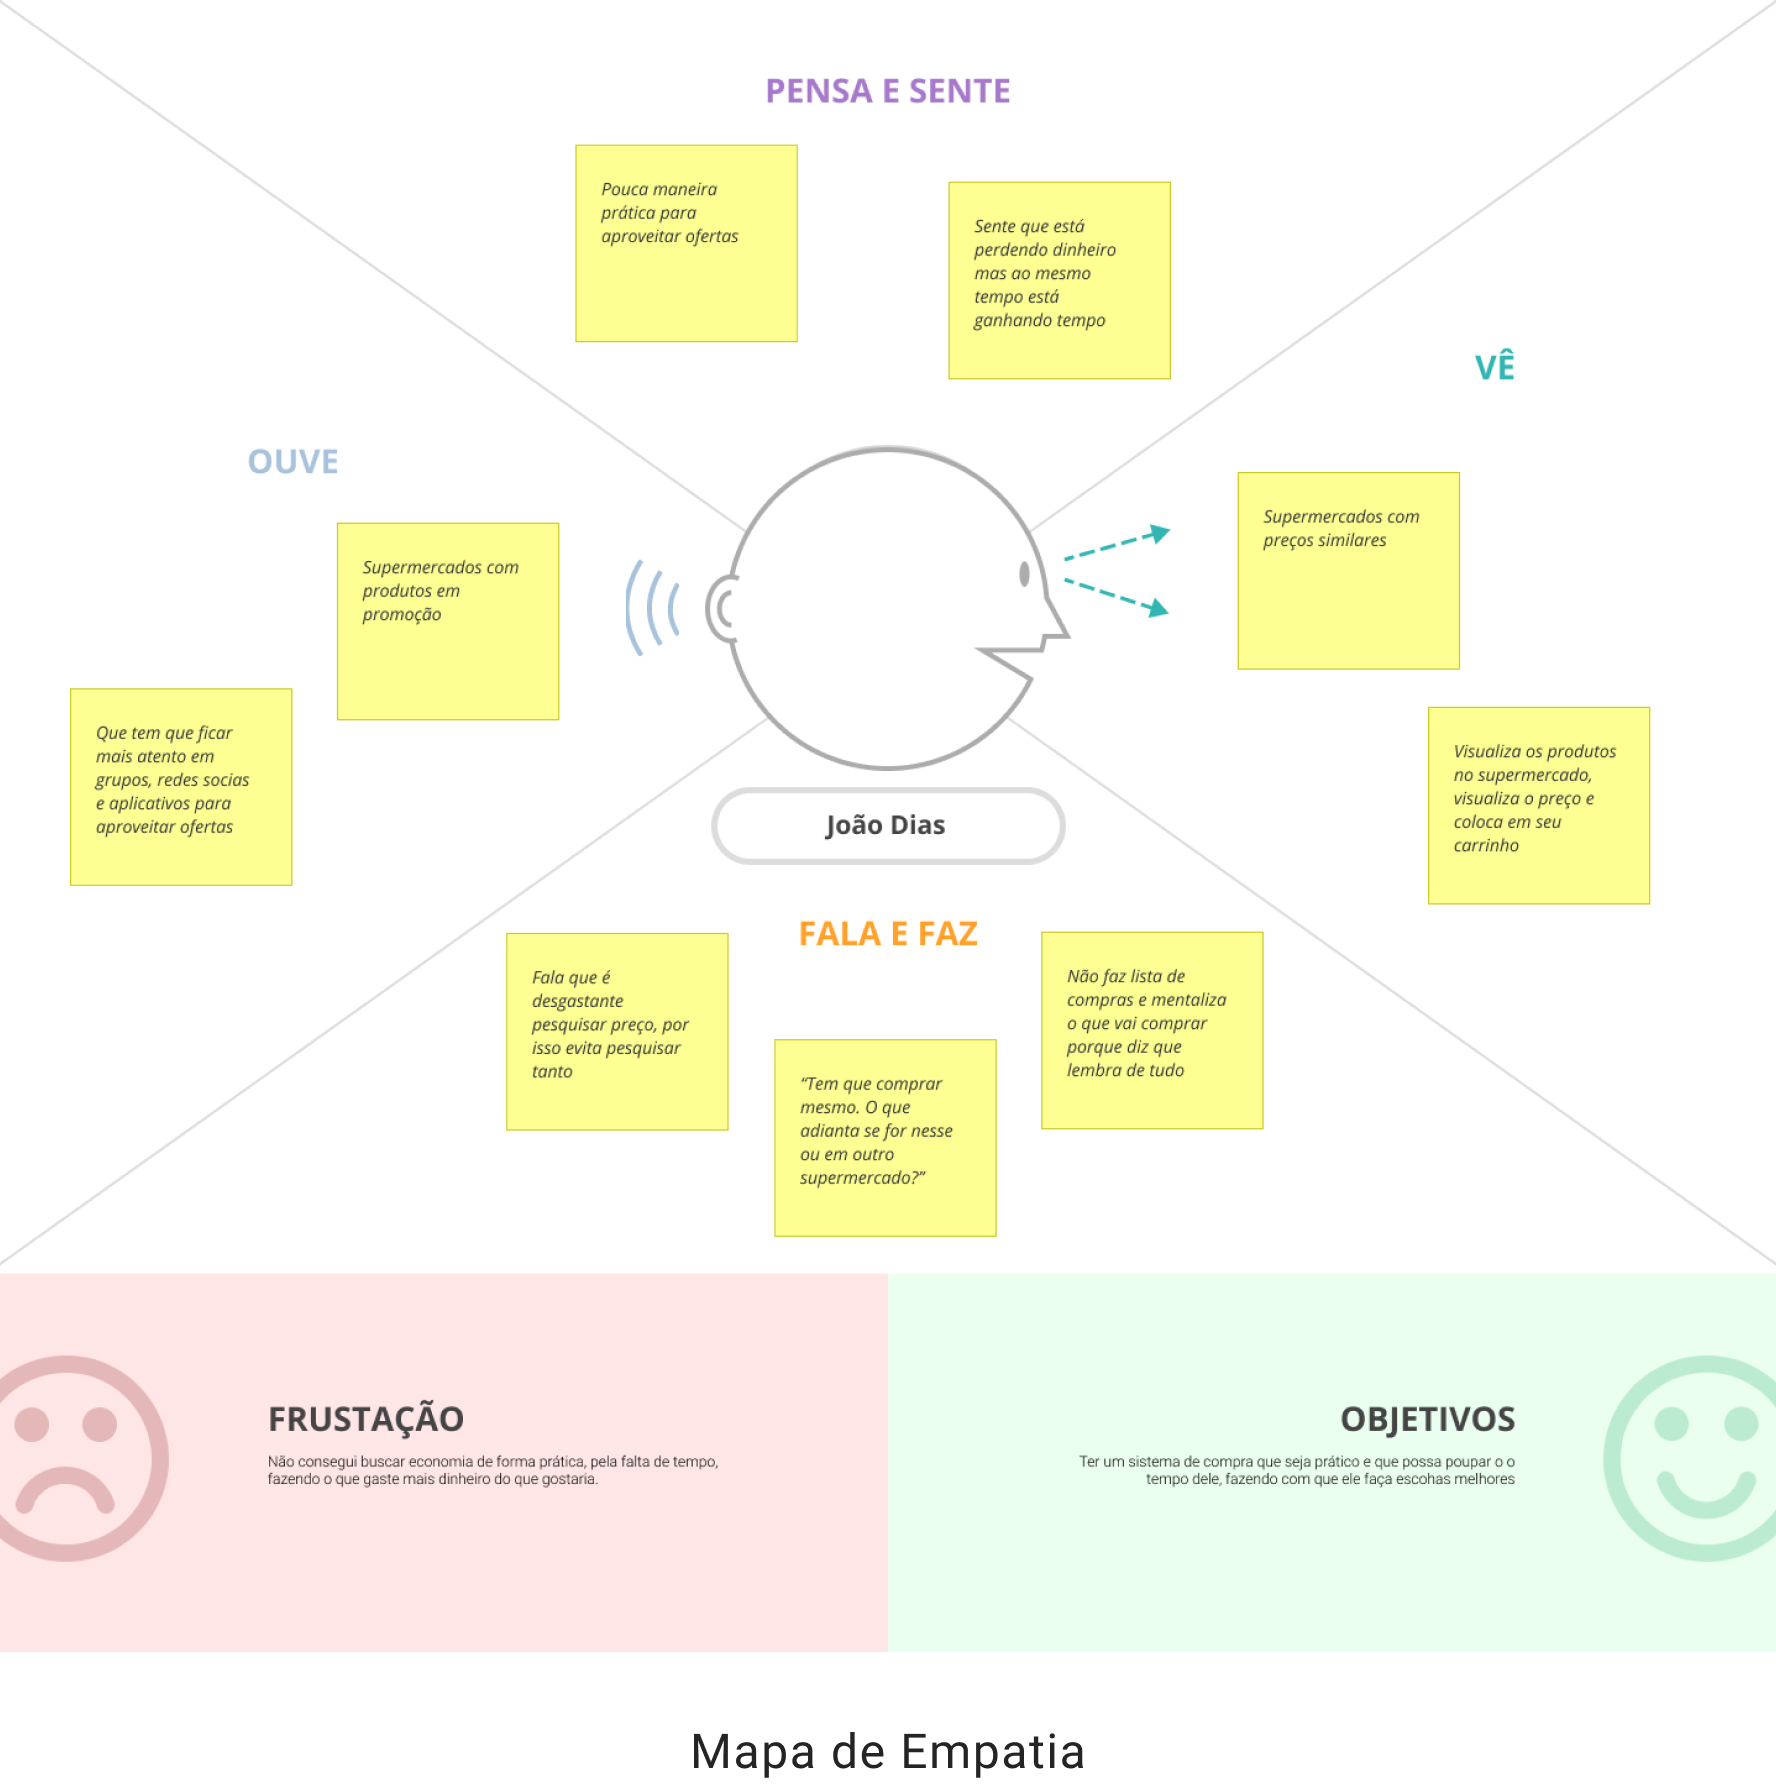 PENSA E SENTE
Pouca maneira
prática para
aproveitar ofertas
Sente que está
perdendo dinheiro
mas ao mesmo
tempo está
ganhando tempo
VÊ
Supermercados com
preços similares
Visualiza os produtos
no supermercado,
visualiza o preço e
coloca em seu
carrinho
OUVE
Supermercados com
produtos em
promoção
Que tem que ficar
mais atento em
grupos, redes socias
e aplicativos para
aproveitar ofertas
João Dias
FALA E FAZ
Fala que é
desgastante
pesquisar preço, por
isso evita pesquisar
tanto
“Tem que comprar
mesmo. O que
adianta se for nesse
ou em outro
supermercado?”
Não faz lista de
compras e mentaliza
o que vai comprar
porque diz que
lembra de tudo
FRUSTAÇÃO
Não consegui buscar economia de forma prática, pela falta de tempo,
fazendo o que gaste mais dinheiro do que gostaria.
OBJETIVOS
Ter um sistema de compra que seja prático e que possa poupar o o
tempo dele, fazendo com que ele faça escohas melhores
Mapa de Empatia